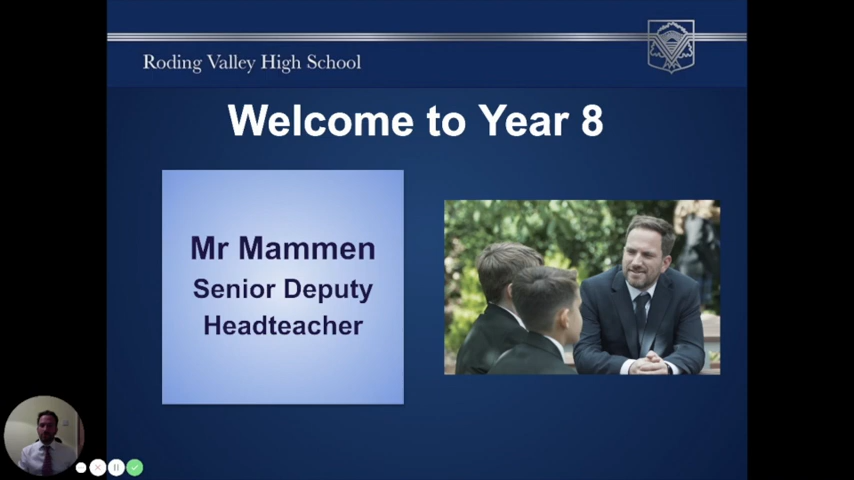 Roding Valley High School
Welcome to Year 8
Mr Mammen
Senior Deputy
Headteacher